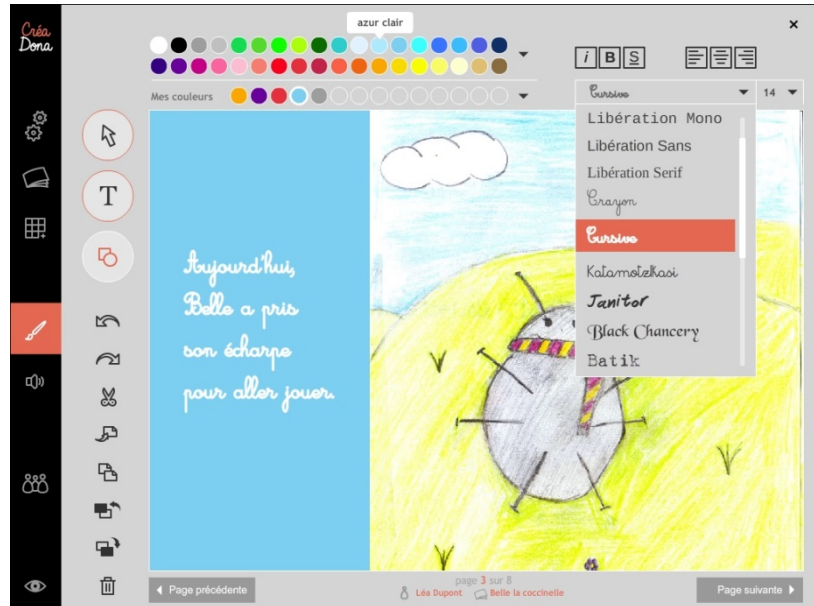 Créa
Dona
azur clair
i B S
Mes couleurs
Cursive 14
Libération Mono
Libération Sans
Libération Serif
Crayon
Cursive
Katamotzkasi
Janitor
Black Chancery
Batik
T
Aujourd'hui,
Belle a pris
son écharpe
pour aller jouer.
Page précédente
page 3 sur 8
Léa Dupont Belle la coccinelle
Page suivante